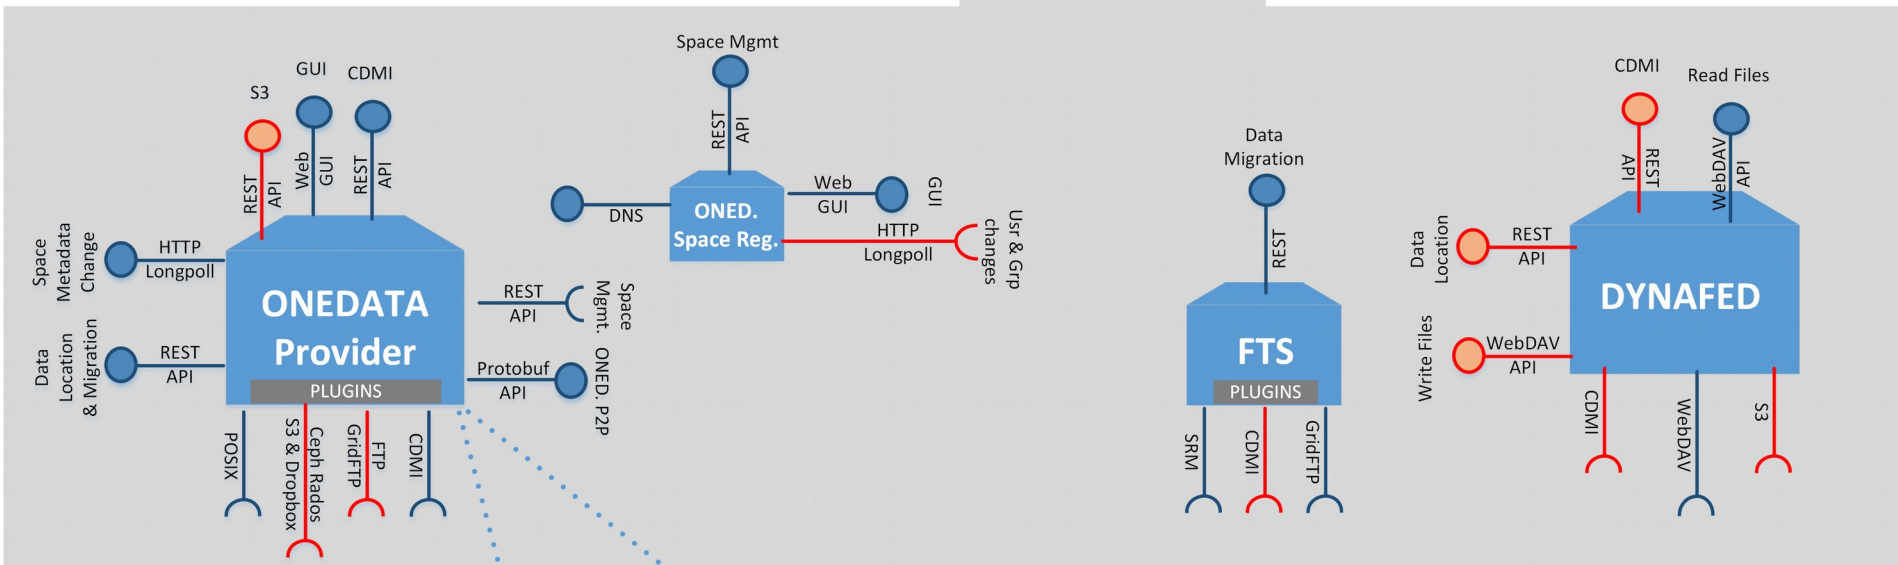 S3
GUI
CDMI
REST
API
Web
GUI
REST
API
Space
Metadata
Change
HTTP
Longpoll
Data
Location
& Migration
REST
API
ONEDATA
Provider
PLUGINS
REST
API
Space
Mgmt.
Protobuf
API
ONED. P2P
POSIX
Ceph Rados
S3 & Dropbox
FTP
GridFTP
CDMI
Space Mgmt
REST
API
DNS
ONED.
Space Reg.
Web
GUI
GUI
HTTP
Longpoll
Usr & Grp
changes
Data
Migration
REST
FTS
PLUGINS
SRM
CDMI
GridFTP
CDMI
Read Files
REST
API
WebDAV
API
Data
Location
REST
API
Write Files
WebDAV
API
DYNAFED
CDMI
WebDAV
S3